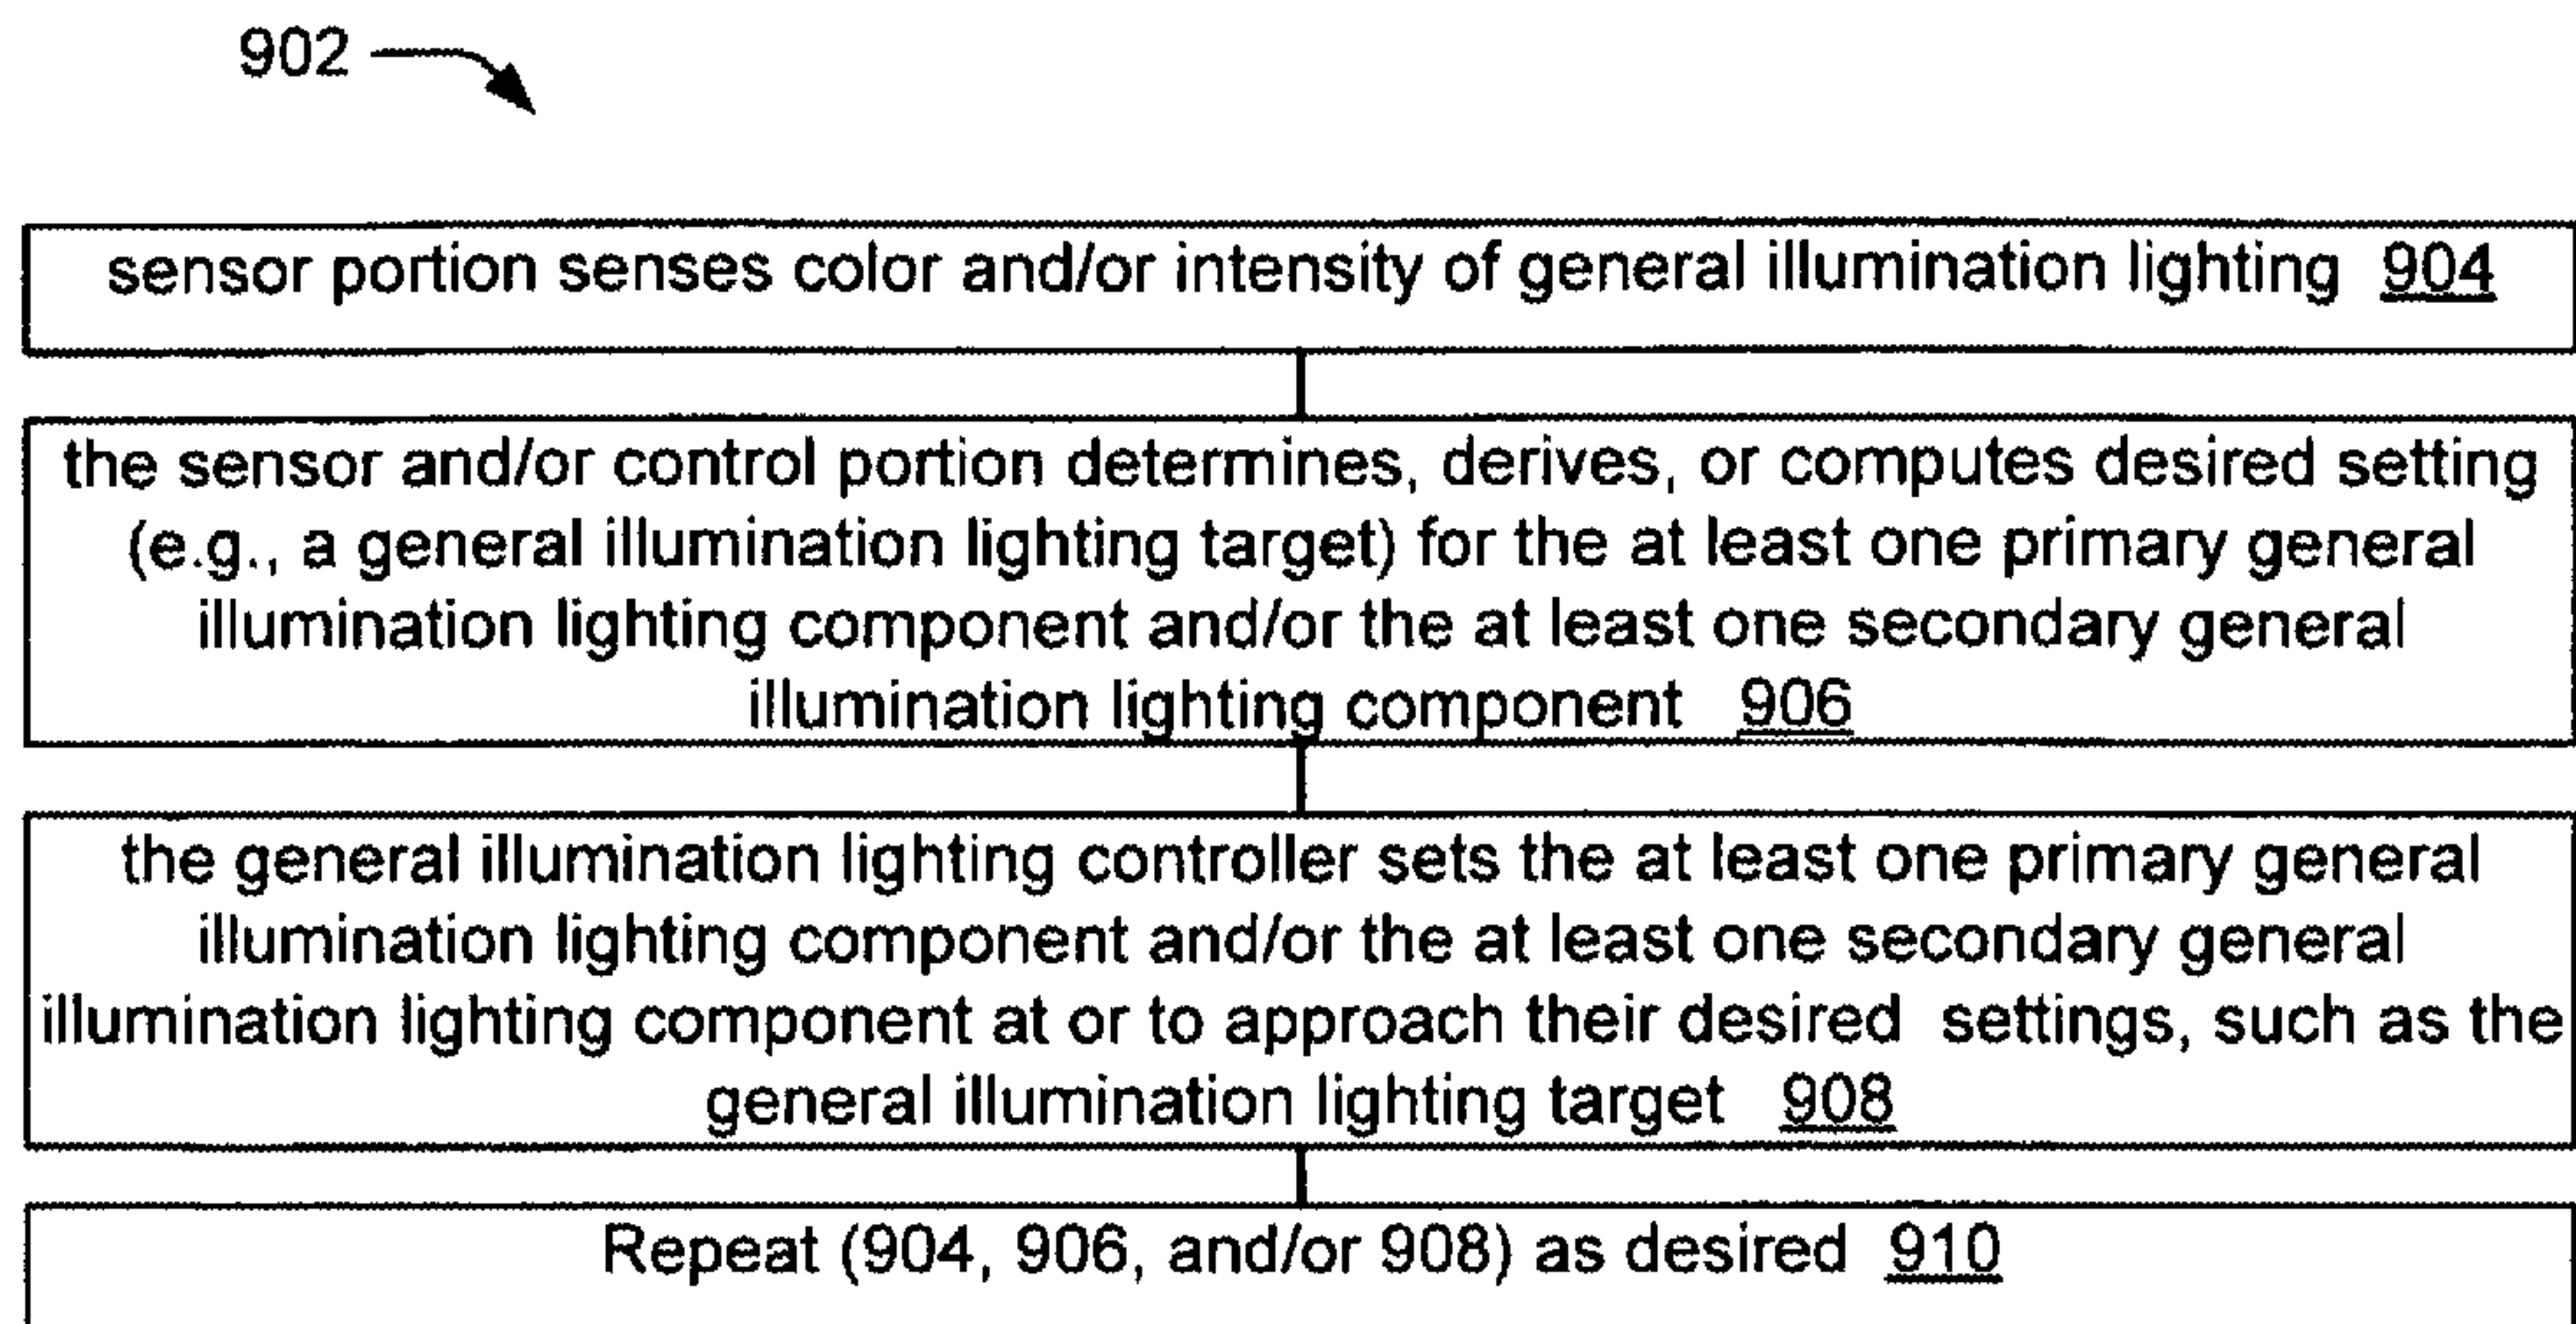 902
sensor portion senses color and/or intensity of general illumination lighting 904
the sensor and/or control portion determines, derives, or computes desired setting
(e.g., a general illumination lighting target) for the at least one primary general
illumination lighting component and/or the at least one secondary general
illumination lighting component 906
the general illumination lighting controller sets the at least one primary general
illumination lighting component and/or the at least one secondary general
illumination lighting component at or to approach their desired settings, such as the
general illumination lighting target 908
Repeat (904, 906, and/or 908) as desired 910